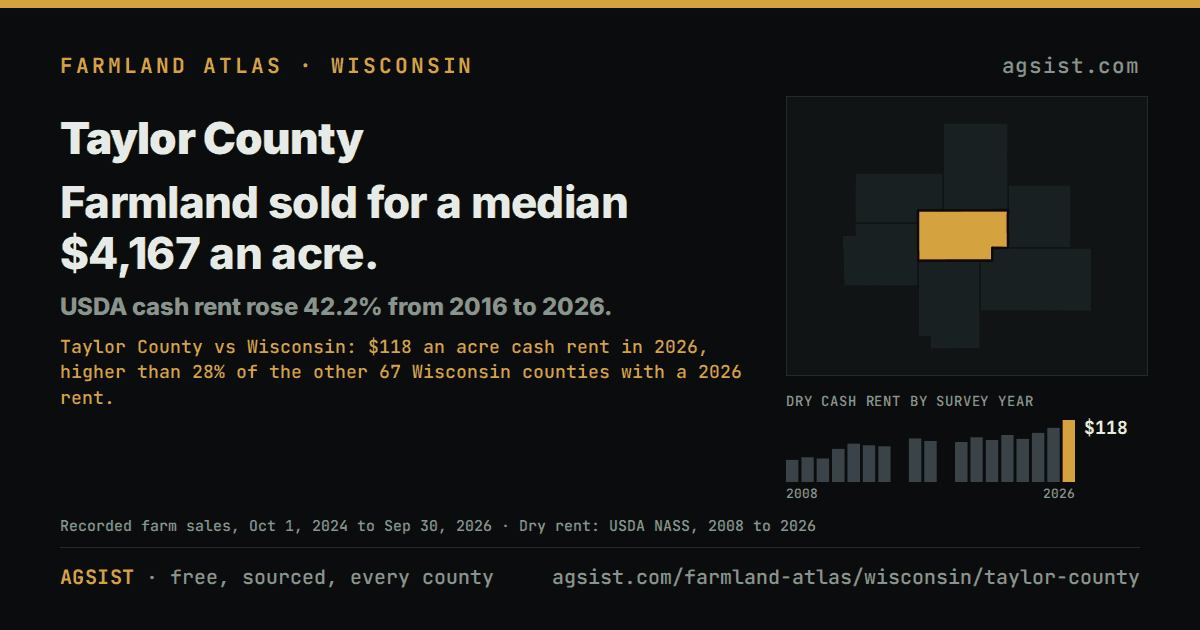 FARMLAND ATLAS · WISCONSIN
agsist.com
Taylor County
Farmland sold for a median
$4,167 an acre.
USDA cash rent rose 42.2% from 2016 to 2026.
Taylor County vs Wisconsin: $118 an acre cash rent in 2026,
higher than 28% of the other 67 Wisconsin counties with a 2026
rent.
DRY CASH RENT BY SURVEY YEAR
$118
2008
2026
Recorded farm sales, Oct 1, 2024 to Sep 30, 2026 · Dry rent: USDA NASS, 2008 to 2026
AGSIST · free, sourced, every county
agsist.com/farmland-atlas/wisconsin/taylor-county